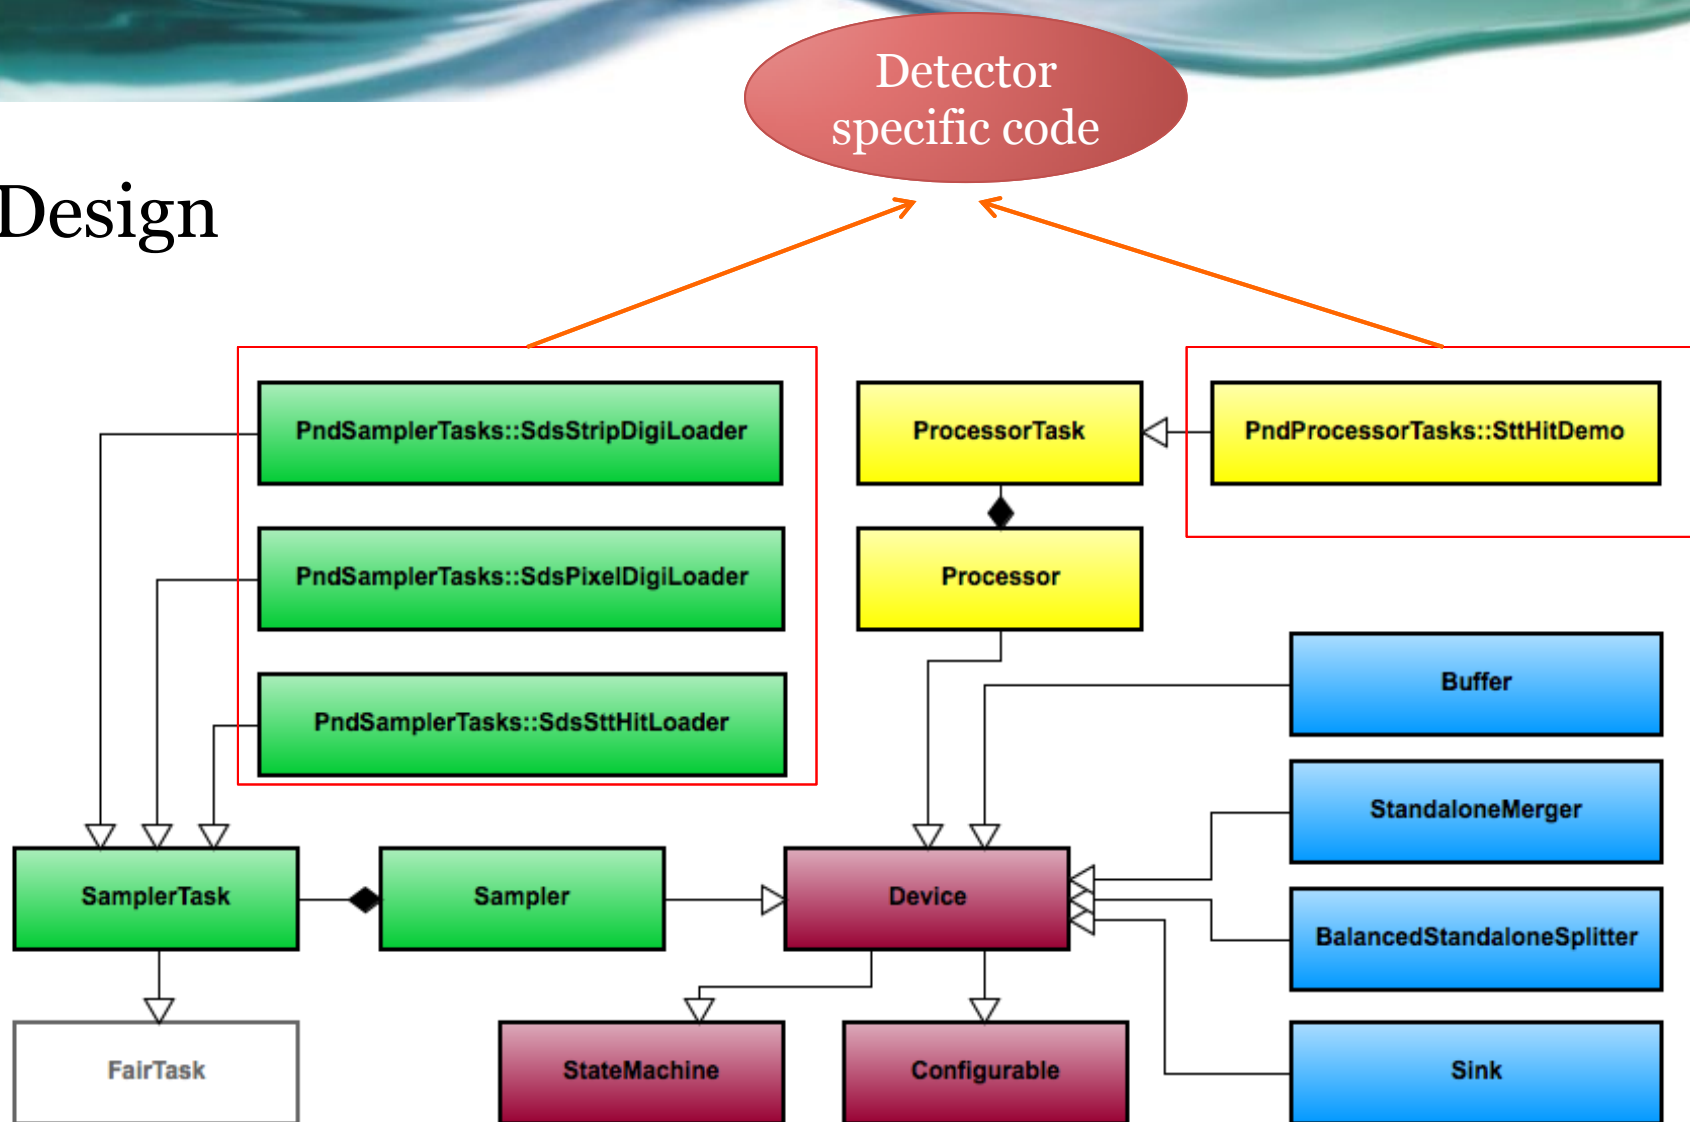 Detector
specific code
Design
PndSamplerTasks::SdsStripDigiLoader
ProcessorTask
PndProcessorTasks::SttHitDemo
PndSamplerTasks::SdsPixelDigiLoader
Processor
Buffer
PndSamplerTasks::SdsSttHitLoader
StandaloneMerger
SamplerTask
Sampler
Device
BalancedStandaloneSplitter
FairTask
StateMachine
Configurable
Sink